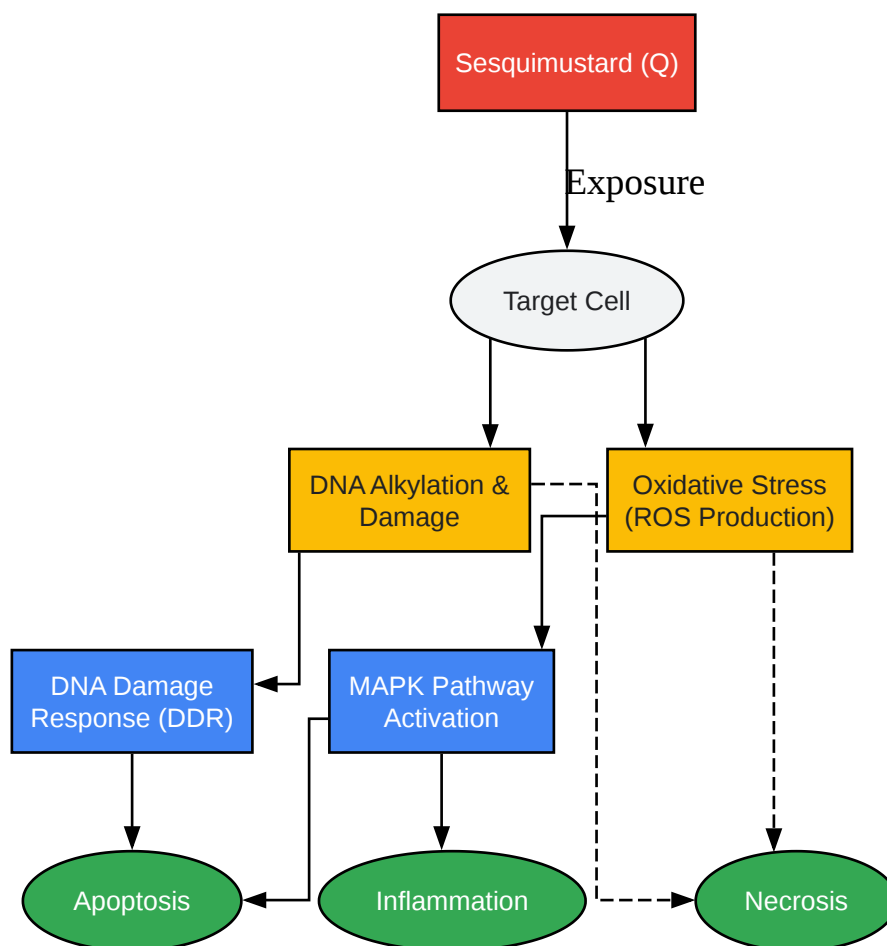 Sesquimustard (Q)
Exposure
Target Cell
DNA Alkylation &
Damage
Oxidative Stress
(ROS Production)
DNA Damage
Response (DDR)
MAPK Pathway
Activation
Apoptosis
Inflammation
Necrosis